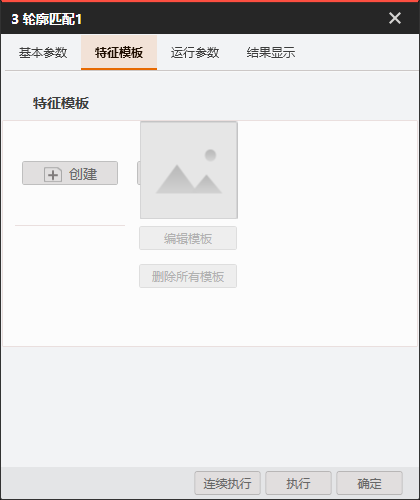 3 轮廓匹配1
基本参数 特征模板 运行参数 结果显示
特征模板
创建
编辑模板
删除所有模板
连续执行 执行 确定